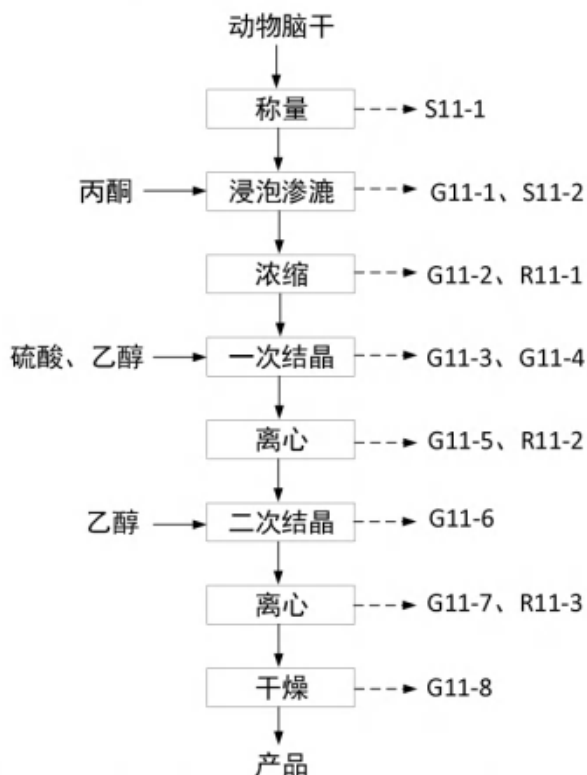 动物脑干
称量 S11-1
丙酮 浸泡渗漉 G11-1、S11-2
浓缩 G11-2、R11-1
硫酸、乙醇 一次结晶 G11-3、G11-4
离心 G11-5、R11-2
乙醇 二次结晶 G11-6
离心 G11-7、R11-3
干燥 G11-8
产品